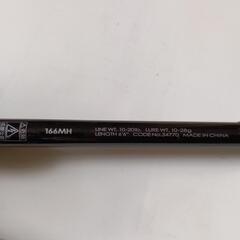 166MH
LINE WT. 10-20lb. LURE WT. 10-28g
LENGTH 6'6" CODE No.34770 MADE IN CHINA